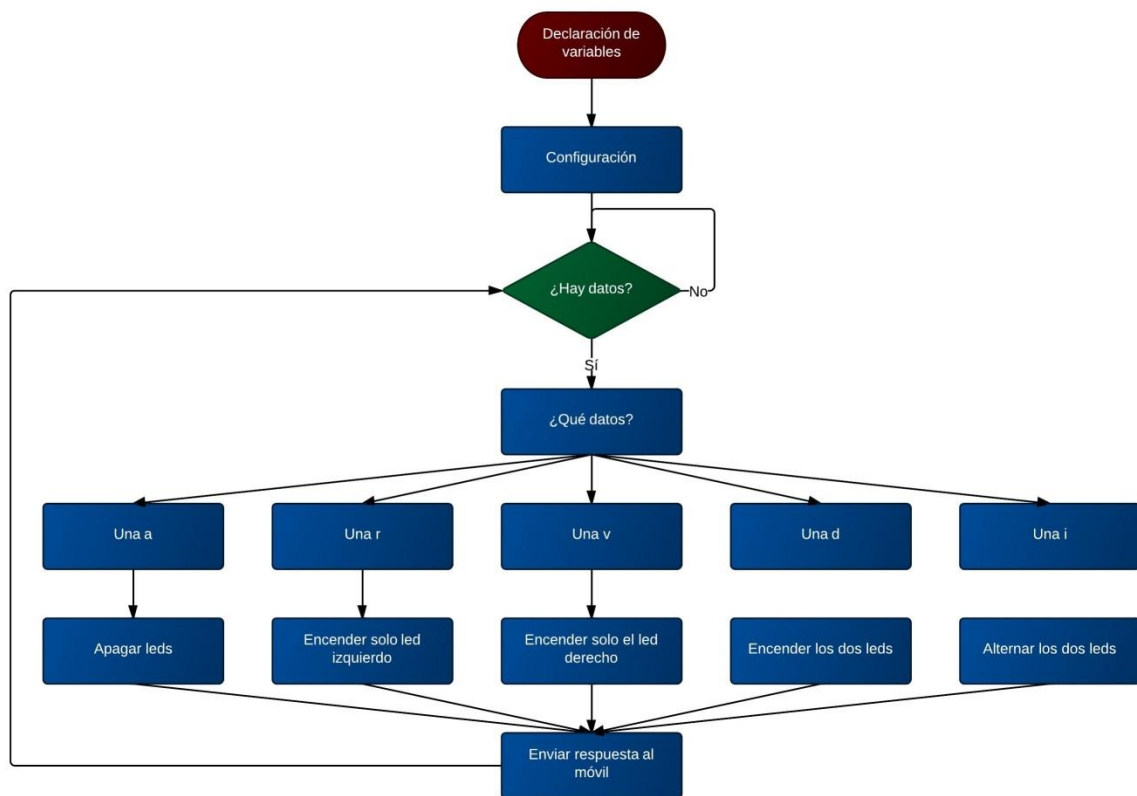 Declaración de
variables
Configuración
¿Hay datos?
No
Sí
¿Qué datos?
Una a
Una r
Una v
Una d
Una i
Apagar leds
Encender solo led
izquierdo
Encender solo el led
derecho
Encender los dos leds
Alternar los dos leds
Enviar respuesta al
móvil